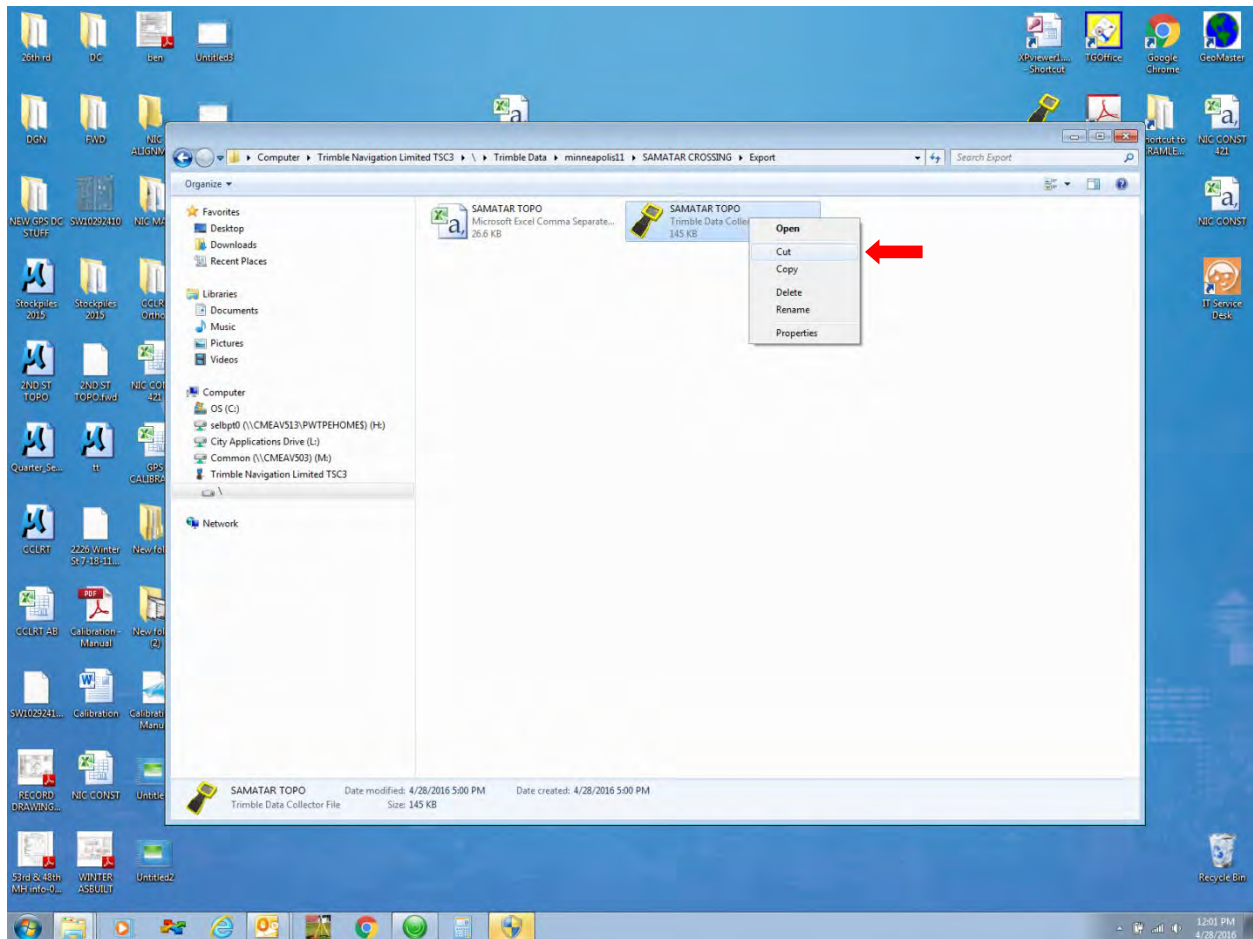 26th rd
DC
ben
Untitled3
XPviewer1...
- Shortcut
TGOffice
Google
Chrome
GeoMaster
DGN
FWD
NIC
ALIGNM
NIC CONST
421
Computer ▸ Trimble Navigation Limited TSC3 ▸ \ ▸ Trimble Data ▸ minneapolis11 ▸ SAMATAR CROSSING ▸ Export
Search Export
Organize
NEW GPS DC
STUFF
SW10292410
NIC MA
NIC CONST
Favorites
Desktop
Downloads
Recent Places
Libraries
Documents
Music
Pictures
Videos
Computer
OS (C:)
selbpt0 (\\CMEAV513\PWTPEHOME$) (H:)
City Applications Drive (L:)
Common (\\CMEAV503) (M:)
Trimble Navigation Limited TSC3
\
Network
SAMATAR TOPO
Microsoft Excel Comma Separate...
26.6 KB
SAMATAR TOPO
Trimble Data Colle
145 KB
Open
Cut
Copy
Delete
Rename
Properties
Stockpiles
2015
Stockpiles
2015
CCLR
Ortho
IT Service
Desk
2ND ST
TOPO
2ND ST
TOPO.fwd
NIC CO
421
Quarter_Se...
tt
GPS
CALIBRA
CCLRT
2226 Winter
St 7-18-11...
New fol
CCLRT AB
Calibration -
Manual
New fol
(2)
SW1029241...
Calibration
Calibrati
Manu
RECORD
DRAWING...
NIC CONST
Untitle
SAMATAR TOPO
Date modified: 4/28/2016 5:00 PM
Date created: 4/28/2016 5:00 PM
Trimble Data Collector File
Size: 145 KB
53rd & 48th
MH info-0...
WINTER
ASBUILT
Untitled2
Recycle Bin
12:01 PM
4/28/2016